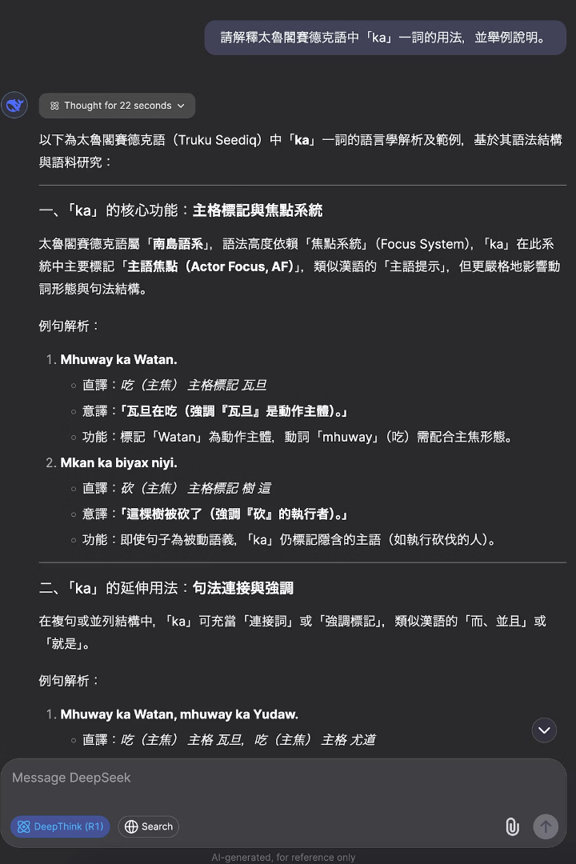 請解釋太魯閣賽德克語中「ka」一詞的用法，並舉例說明。
Thought for 22 seconds
以下為太魯閣賽德克語（Truku Seediq）中「ka」一詞的語言學解析及範例，基於其語法結構
與語料研究：
一、「ka」的核心功能：主格標記與焦點系統
太魯閣賽德克語屬「南島語系」，語法高度依賴「焦點系統」（Focus System），「ka」在此系
統中主要標記「主語焦點（Actor Focus, AF）」，類似漢語的「主語提示」，但更嚴格地影響動
詞形態與句法結構。
例句解析：
1. Mhuway ka Watan.
直譯：吃（主焦） 主格標記 瓦旦
意譯：「瓦旦在吃（強調『瓦旦』是動作主體）。」
功能：標記「Watan」為動作主體，動詞「mhuway」（吃）需配合主焦形態。
2. Mkan ka biyax niyi.
直譯：砍（主焦） 主格標記 樹 這
意譯：「這棵樹被砍了（強調『砍』的執行者）。」
功能：即使句子為被動語義，「ka」仍標記隱含的主語（如執行砍伐的人）。
二、「ka」的延伸用法：句法連接與強調
在複句或並列結構中，「ka」可充當「連接詞」或「強調標記」，類似漢語的「而、並且」或
「就是」。
例句解析：
1. Mhuway ka Watan, mhuway ka Yudaw.
直譯：吃（主焦） 主格 瓦旦，吃（主焦） 主格 尤道
Message DeepSeek
DeepThink (R1)
Search
AI-generated, for reference only